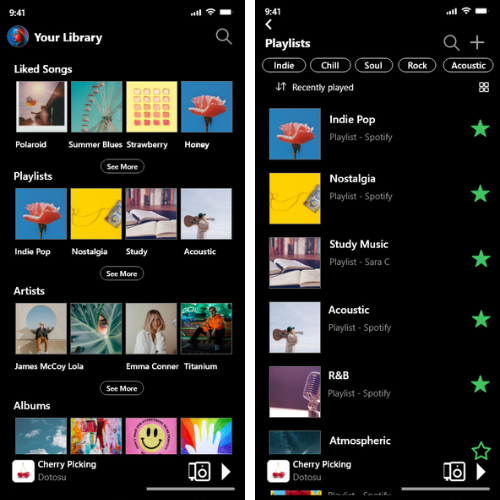 9:41
Your Library
Liked Songs
Polaroid Summer Blues Strawberry Honey
See More
Playlists
Indie Pop Nostalgia Study Acoustic
See More
Artists
James McCoy Lola Emma Conner Titanium
See More
Albums
Cherry Picking
Dotosu
9:41
Playlists
Indie Chill Soul Rock Acoustic
Recently played
Indie Pop
Playlist - Spotify
Nostalgia
Playlist - Spotify
Study Music
Playlist - Sara C
Acoustic
Playlist - Spotify
R&B
Playlist - Spotify
Atmospheric
Cherry Picking
Dotosu